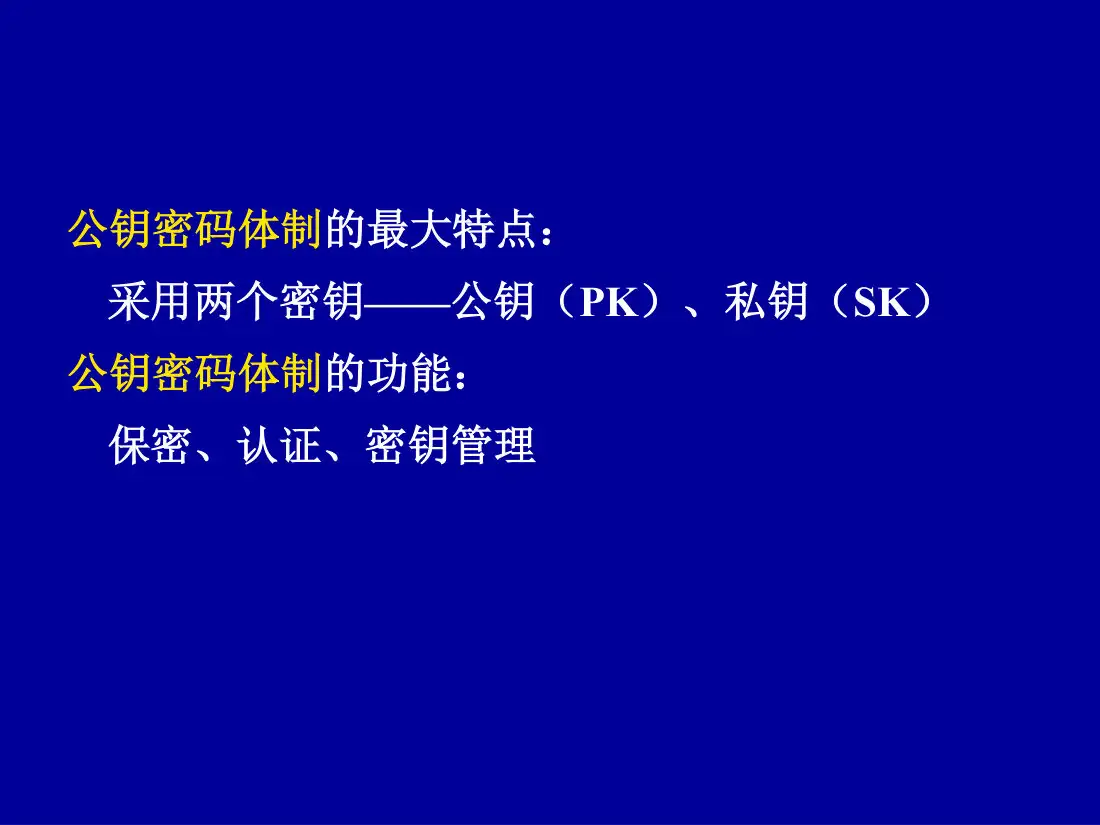 公钥密码体制的最大特点：
采用两个密钥——公钥（PK）、私钥（SK）
公钥密码体制的功能：
保密、认证、密钥管理